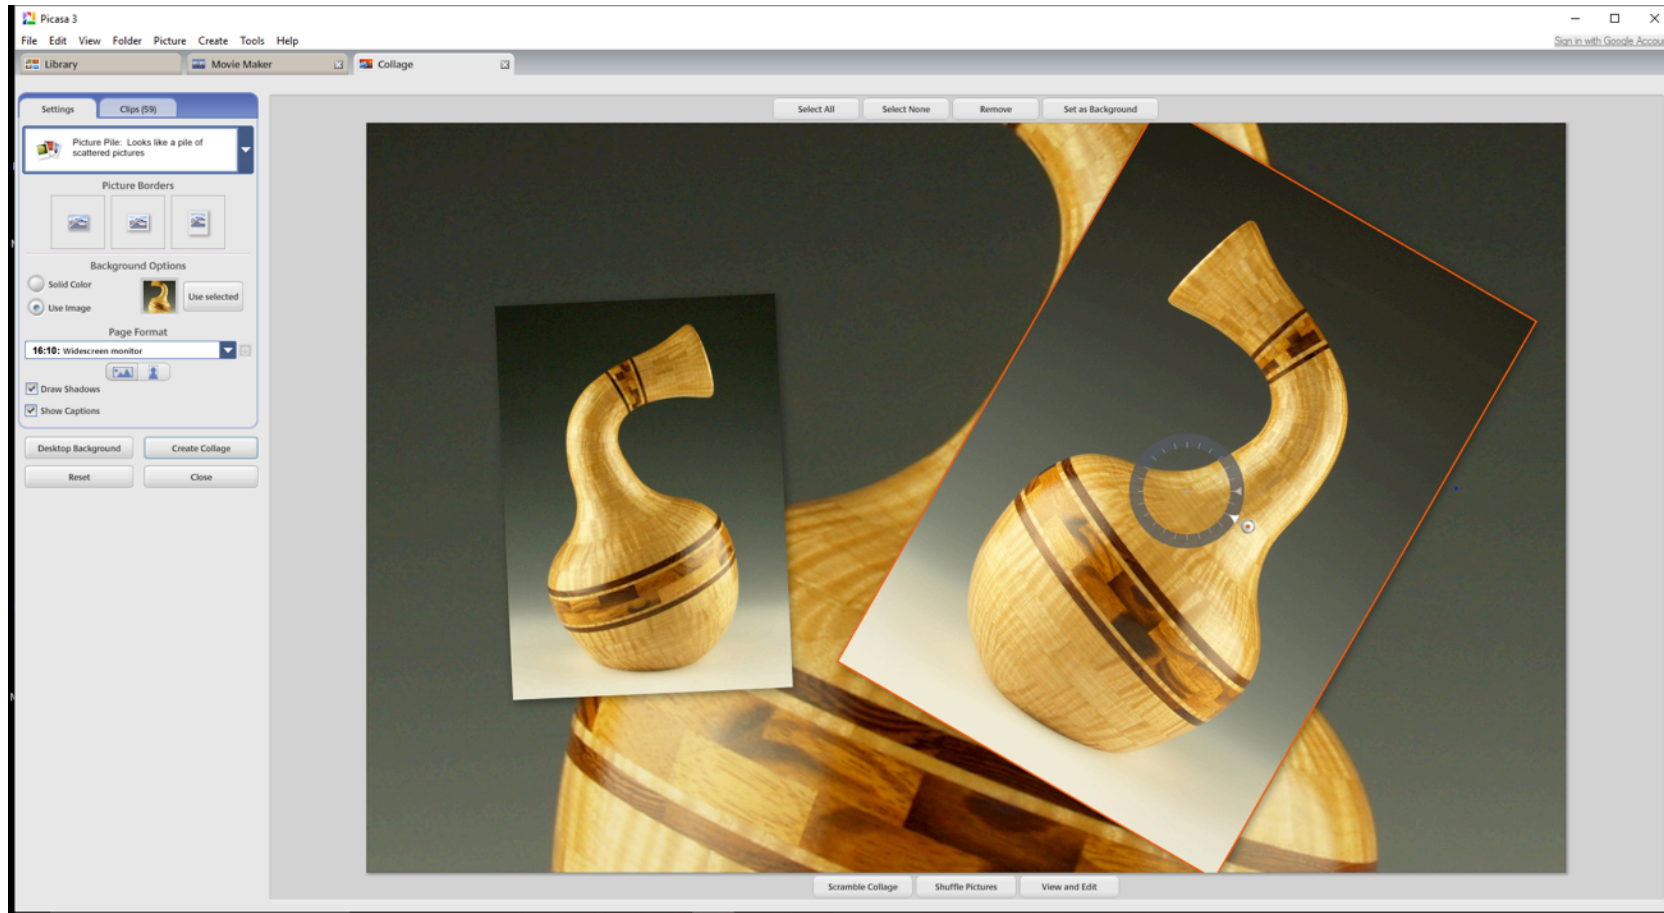 Picasa 3
File Edit View Folder Picture Create Tools Help
Sign in with Google
Library
Movie Maker
Collage
Settings
Clips (59)
Picture Pile: Looks like a pile of
scattered pictures
Picture Borders
Background Options
Solid Color
Use Image
Use selected
Page Format
16:10: Widescreen monitor
Draw Shadows
Show Captions
Desktop Background
Create Collage
Reset
Close
Select All
Select None
Remove
Set as Background
Scramble Collage
Shuffle Pictures
View and Edit